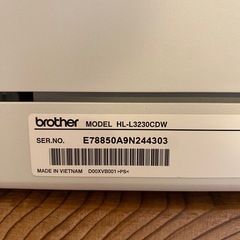 brother MODEL HL-L3230CDW
SER.NO. E78850A9N244303
MADE IN VIETNAM D00XVB001 >PS<